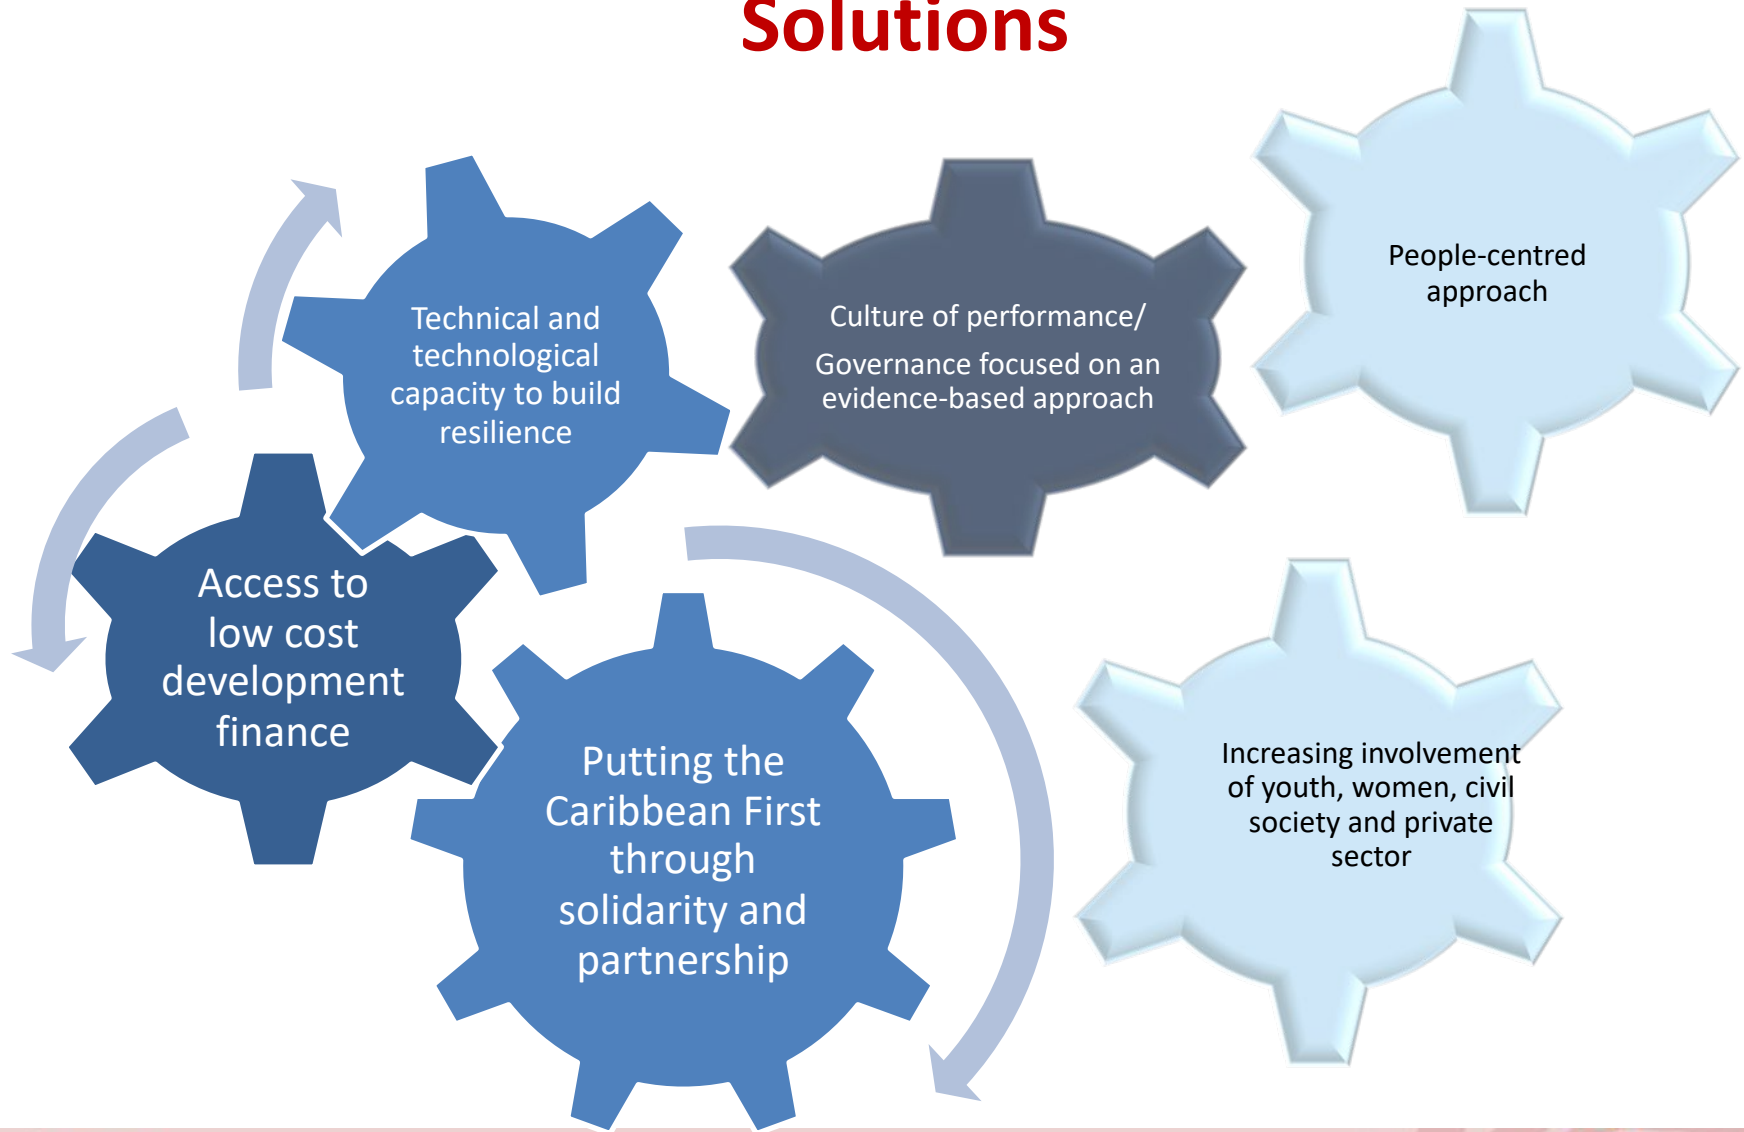 Solutions
Technical and
technological
capacity to build
resilience
Culture of performance/
Governance focused on an
evidence-based approach
People-centred
approach
Access to
low cost
development
finance
Putting the
Caribbean First
through
solidarity and
partnership
Increasing involvement
of youth, women, civil
society and private
sector